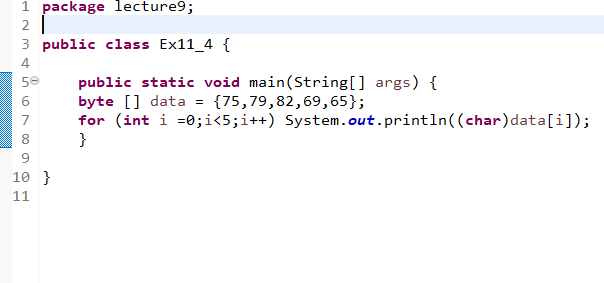 1 package lecture9;
2
3 public class Ex11_4 {
4
5 public static void main(String[] args) {
6 byte [] data = {75,79,82,69,65};
7 for (int i =0;i<5;i++) System.out.println((char)data[i]);
8 }
9
10 }
11